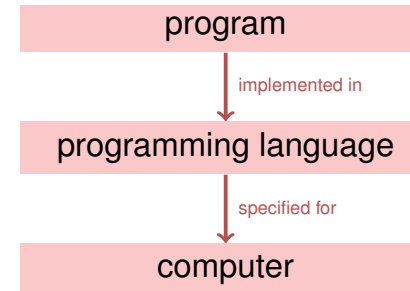 program
implemented in
programming language
specified for
computer